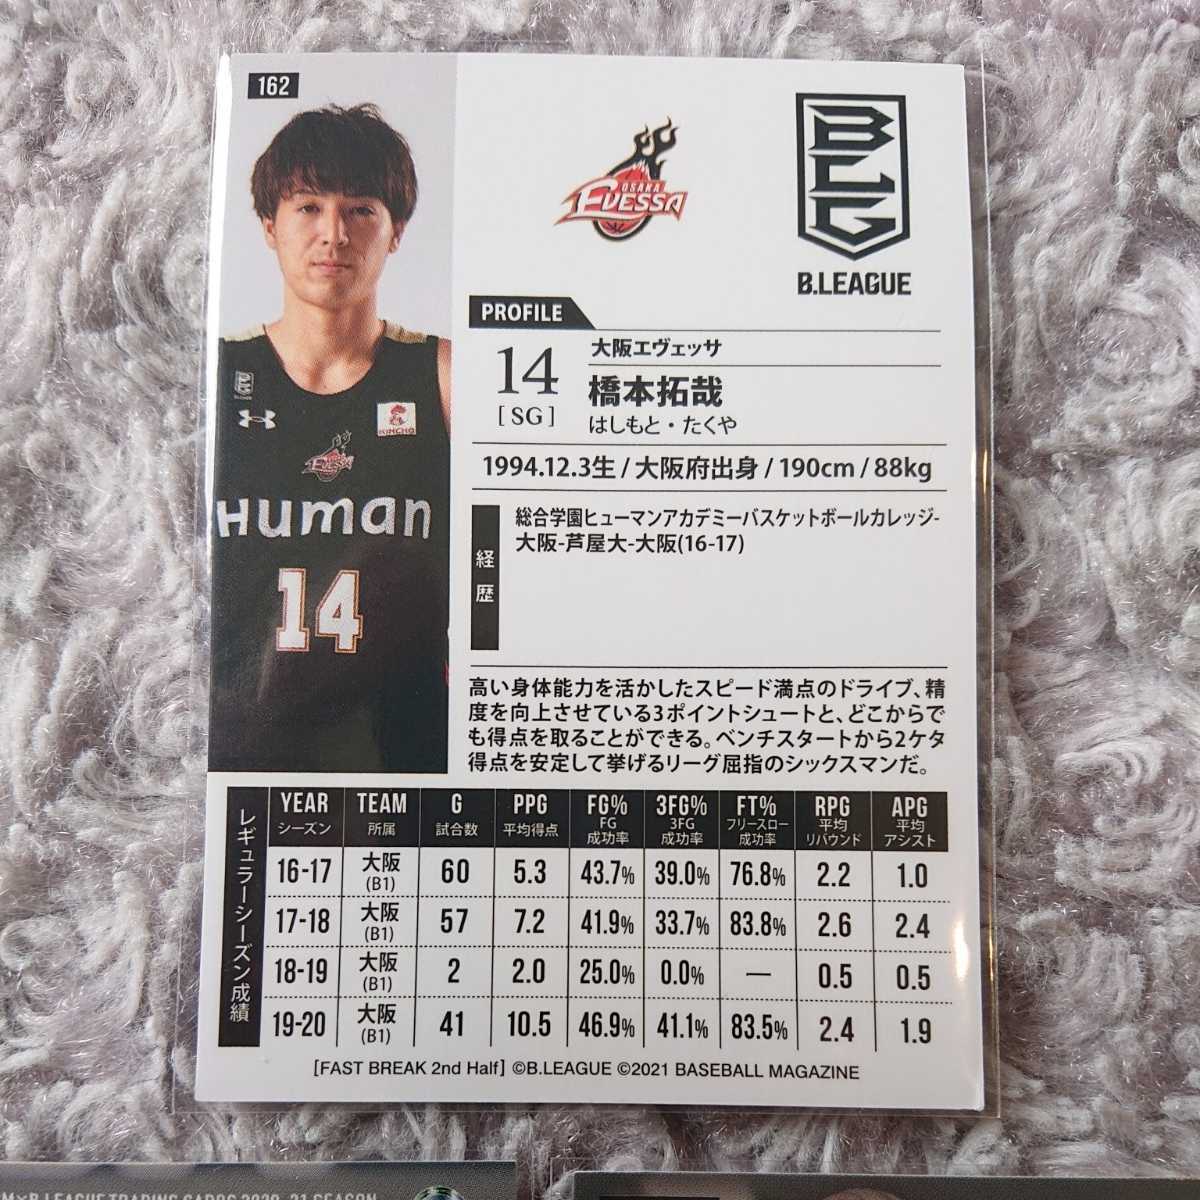 162
OSAKA
EVESSA
BLG
B.LEAGUE
PROFILE
14
[SG]
大阪エヴェッサ
橋本拓哉
はしもと・たくや
1994.12.3生 / 大阪府出身 / 190cm / 88kg
経歴
総合学園ヒューマンアカデミーバスケットボールカレッジ-
大阪-芦屋大-大阪(16-17)
KINCHO
EVESSA
Human
14
高い身体能力を活かしたスピード満点のドライブ、精
度を向上させている3ポイントシュートと、どこからで
も得点を取ることができる。ベンチスタートから2ケタ
得点を安定して挙げるリーグ屈指のシックスマンだ。
レギュラーシーズン成績
YEAR TEAM G PPG FG% 3FG% FT% RPG APG
シーズン 所属 試合数 平均得点 FG成功率 3FG成功率 フリースロー成功率 平均リバウンド 平均アシスト
16-17 大阪(B1) 60 5.3 43.7% 39.0% 76.8% 2.2 1.0
17-18 大阪(B1) 57 7.2 41.9% 33.7% 83.8% 2.6 2.4
18-19 大阪(B1) 2 2.0 25.0% 0.0% — 0.5 0.5
19-20 大阪(B1) 41 10.5 46.9% 41.1% 83.5% 2.4 1.9
[FAST BREAK 2nd Half] ©B.LEAGUE ©2021 BASEBALL MAGAZINE
M×B.LEAGUE TRADING CARDS 2020-21 SEASON